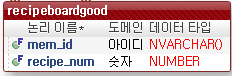 recipeboardgood
논리 이름* 도메인 데이터 타입
mem_id 아이디 NVARCHAR()
recipe_num 숫자 NUMBER